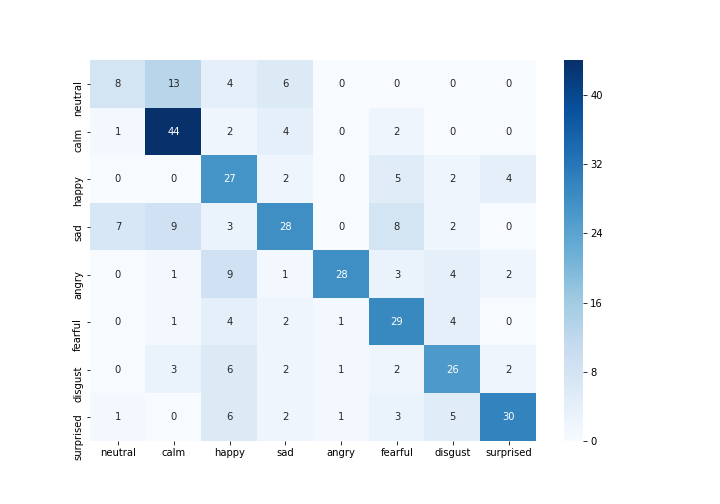 neutral 8 13 4 6 0 0 0 0
calm 1 44 2 4 0 2 0 0
happy 0 0 27 2 0 5 2 4
sad 7 9 3 28 0 8 2 0
angry 0 1 9 1 28 3 4 2
fearful 0 1 4 2 1 29 4 0
disgust 0 3 6 2 1 2 26 2
surprised 1 0 6 2 1 3 5 30
neutral calm happy sad angry fearful disgust surprised
40
32
24
16
8
0